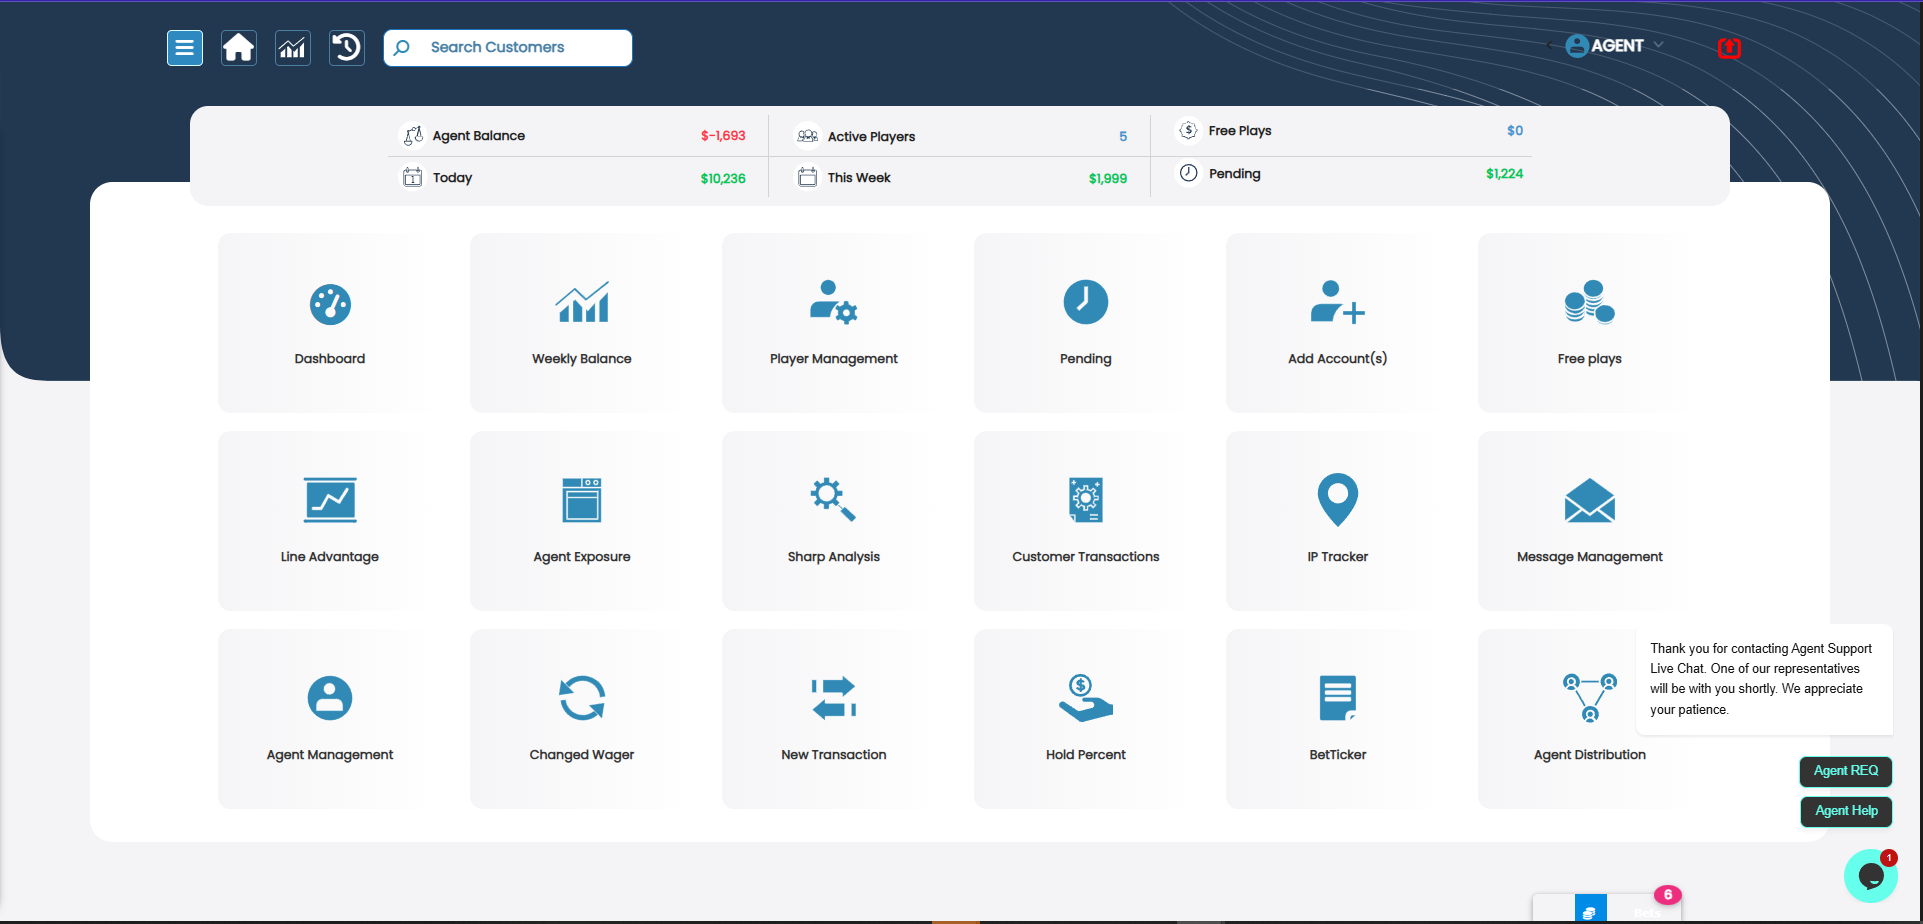 Search Customers
AGENT
Agent Balance $-1,693
Active Players 5
Free Plays $0
Today $10,236
This Week $1,999
Pending $1,224
Dashboard
Weekly Balance
Player Management
Pending
Add Account(s)
Free plays
Line Advantage
Agent Exposure
Sharp Analysis
Customer Transactions
IP Tracker
Message Management
Agent Management
Changed Wager
New Transaction
Hold Percent
BetTicker
Agent Distribution
Thank you for contacting Agent Support
Live Chat. One of our representatives
will be with you shortly. We appreciate
your patience.
Agent REQ
Agent Help
1
6